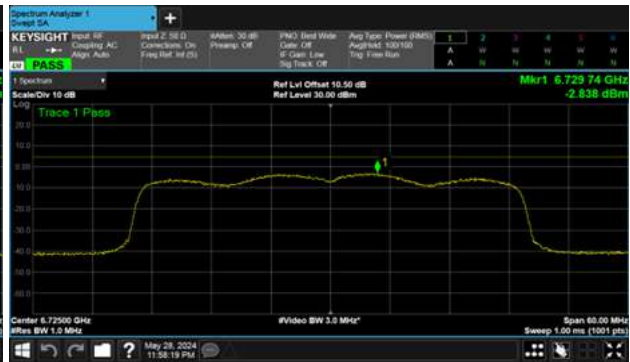 Spectrum Analyzer 1
Swept SA
+
KEYSIGHT Input: RF
RL Coupling: AC
Align: Auto
Input Z: 50 Ω
Corrections: On
Freq Ref: Int (S)
#Atten: 30 dB
Preamp: Off
PNO: Best Wide
Gate: Off
IF Gain: Low
Sig Track: Off
Avg Type: Power (RMS)
Avg|Hold: 100/100
Trig: Free Run
1 2 3 4 5 6
A W W W W W
A N N N N N
PASS
1 Spectrum
Scale/Div 10 dB
Ref Lvl Offset 10.50 dB
Ref Level 30.00 dBm
Mkr1 6.729 74 GHz
-2.838 dBm
Log
Trace 1 Pass
20.0
10.0
0.00
-10.0
-20.0
-30.0
-40.0
-50.0
-60.0
1
Center 6.72500 GHz
#Res BW 1.0 MHz
#Video BW 3.0 MHz*
Span 60.00 MHz
Sweep 1.00 ms (1001 pts)
?
May 28, 2024
11:58:19 PM